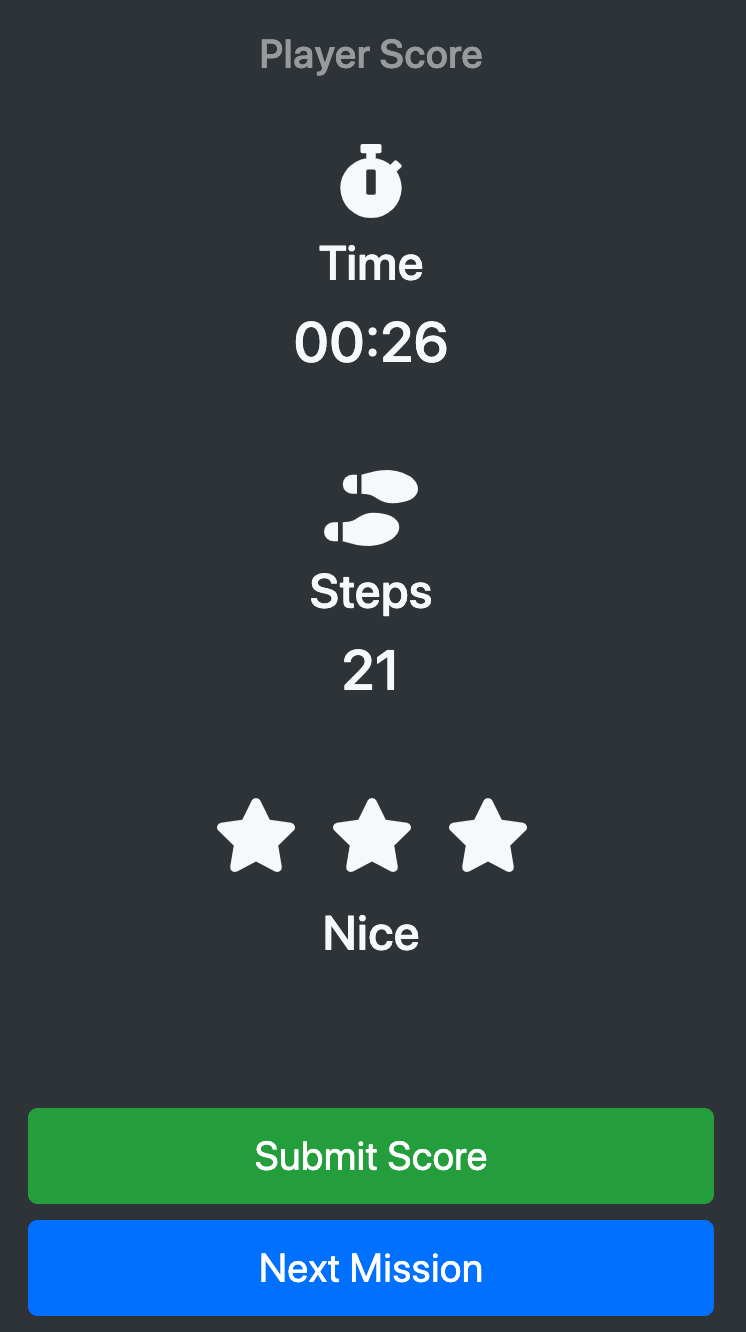 Player Score
Time
00:26
Steps
21
Nice
Submit Score
Next Mission